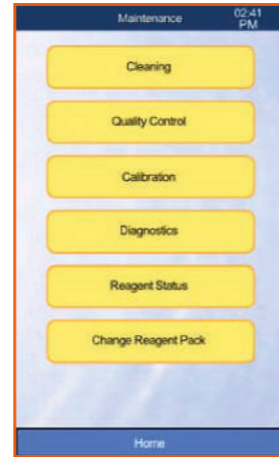 Maintenance
02:41
PM
Cleaning
Quality Control
Calibration
Diagnostics
Reagent Status
Change Reagent Pack
Home